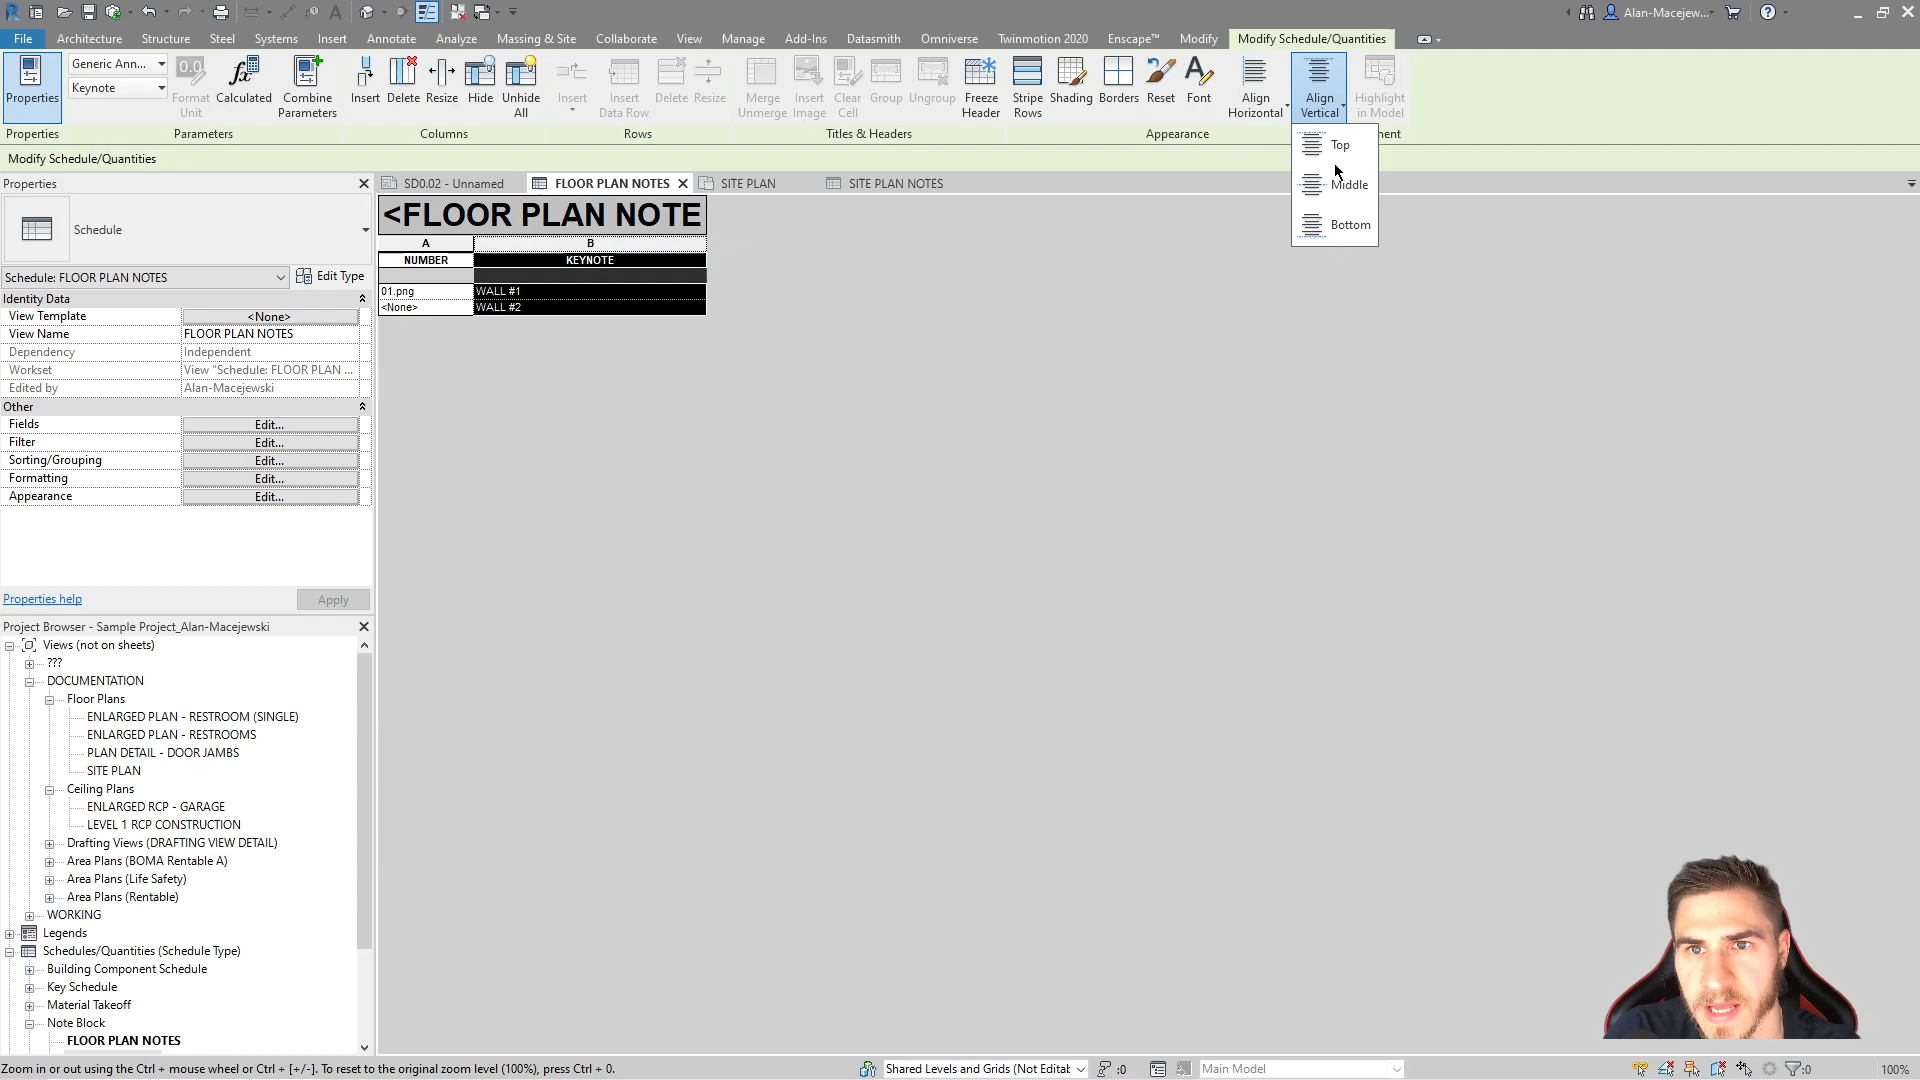 Alan-Macejew...
File Architecture Structure Steel Systems Insert Annotate Analyze Massing & Site Collaborate View Manage Add-Ins Datasmith Omniverse Twinmotion 2020 Enscape™ Modify Modify Schedule/Quantities
Properties
Generic Ann...
Keynote
Format Unit
Calculated
Combine Parameters
Insert
Delete
Resize
Hide
Unhide All
Insert
Insert Data Row
Delete
Resize
Merge Unmerge
Insert Image
Clear Cell
Group
Ungroup
Freeze Header
Stripe Rows
Shading
Borders
Reset
Font
Align Horizontal
Align Vertical
Highlight in Model
Properties Parameters Columns Rows Titles & Headers Appearance
Top
Middle
Bottom
Modify Schedule/Quantities
Properties
SD0.02 - Unnamed
FLOOR PLAN NOTES
SITE PLAN
SITE PLAN NOTES
Schedule
Schedule: FLOOR PLAN NOTES
Edit Type
Identity Data
View Template <None>
View Name FLOOR PLAN NOTES
Dependency Independent
Workset View "Schedule: FLOOR PLAN ...
Edited by Alan-Macejewski
Other
Fields Edit...
Filter Edit...
Sorting/Grouping Edit...
Formatting Edit...
Appearance Edit...
Properties help
Apply
<FLOOR PLAN NOTE
A B
NUMBER KEYNOTE
01.png WALL #1
<None> WALL #2
Project Browser - Sample Project_Alan-Macejewski
Views (not on sheets)
???
DOCUMENTATION
Floor Plans
ENLARGED PLAN - RESTROOM (SINGLE)
ENLARGED PLAN - RESTROOMS
PLAN DETAIL - DOOR JAMBS
SITE PLAN
Ceiling Plans
ENLARGED RCP - GARAGE
LEVEL 1 RCP CONSTRUCTION
Drafting Views (DRAFTING VIEW DETAIL)
Area Plans (BOMA Rentable A)
Area Plans (Life Safety)
Area Plans (Rentable)
WORKING
Legends
Schedules/Quantities (Schedule Type)
Building Component Schedule
Key Schedule
Material Takeoff
Note Block
FLOOR PLAN NOTES
Zoom in or out using the Ctrl + mouse wheel or Ctrl + [+/-]. To reset to the original zoom level (100%), press Ctrl + 0.
Shared Levels and Grids (Not Editab
:0
Main Model
:0
100%